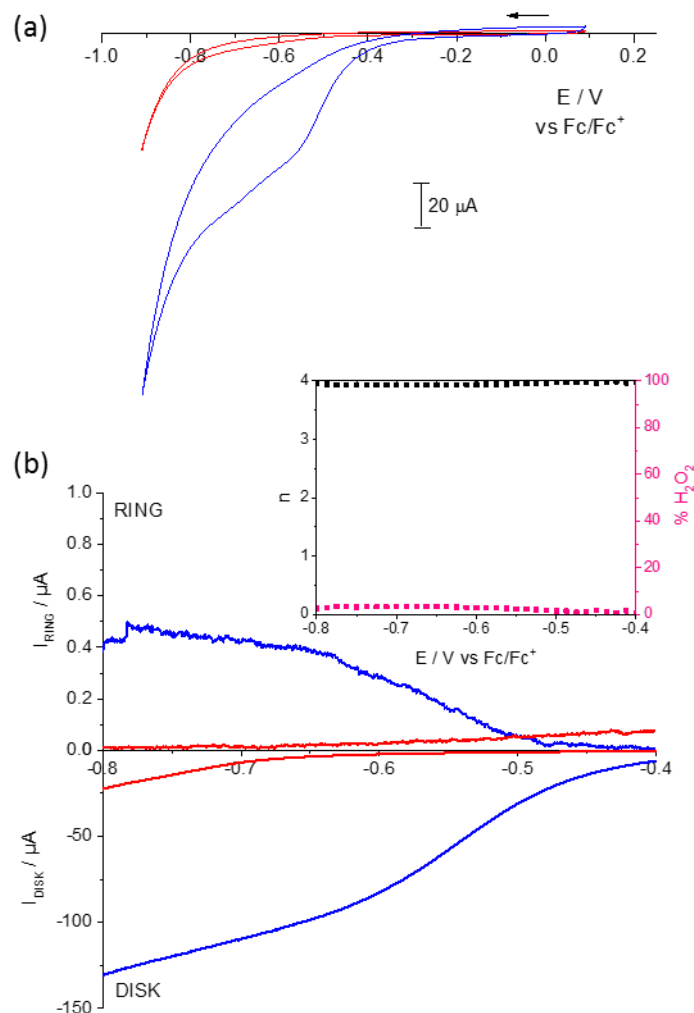 (a)
-1.0 -0.8 -0.6 -0.4 -0.2 0.0 0.2
E / V
vs Fc/Fc⁺
20 µA
4
3
2
1
0
n
100
80
60
40
20
0
% H₂O₂
-0.8 -0.7 -0.6 -0.5 -0.4
E / V vs Fc/Fc⁺
(b)
RING
1.0
0.8
0.6
0.4
0.2
0.0
I_RING / µA
-0.8 -0.7 -0.6 -0.5 -0.4
-50
-100
-150
I_DISK / µA
DISK